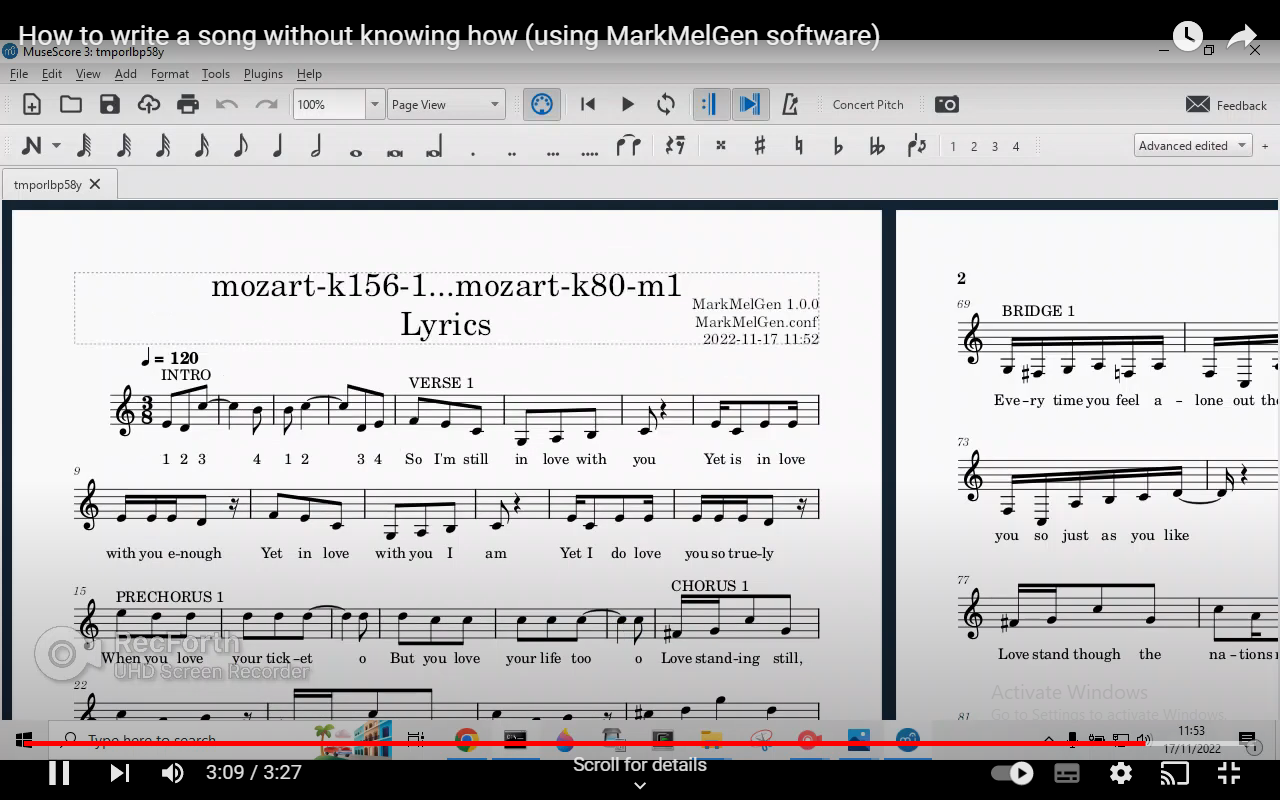 How to write a song without knowing how (using MarkMelGen software)
MuseScore 3: tmporlbp58y
File Edit View Add Format Tools Plugins Help
100% Page View Concert Pitch Feedback
1 2 3 4 Advanced edited +
tmporlbp58y
mozart-k156-1...mozart-k80-m1
Lyrics
MarkMelGen 1.0.0
MarkMelGen.conf
2022-11-17 11:52
= 120
INTRO
VERSE 1
3
8
1 2 3 4 1 2 3 4 So I'm still in love with you Yet is in love
9
with you e-nough Yet in love with you I am Yet I do love you so true-ly
15
PRECHORUS 1
CHORUS 1
When you love your tick-et o But you love your life too o Love stand-ing still,
22
RecForth
UHD Screen Recorder
2
69
BRIDGE 1
Eve-ry time you feel a - lone out the
73
you so just as you like
77
Love stand though the na-tions
81
Activate Windows
Go to Settings to activate Windows.
Type here to search
11:53
17/11/2022
1
3:09 / 3:27
Scroll for details